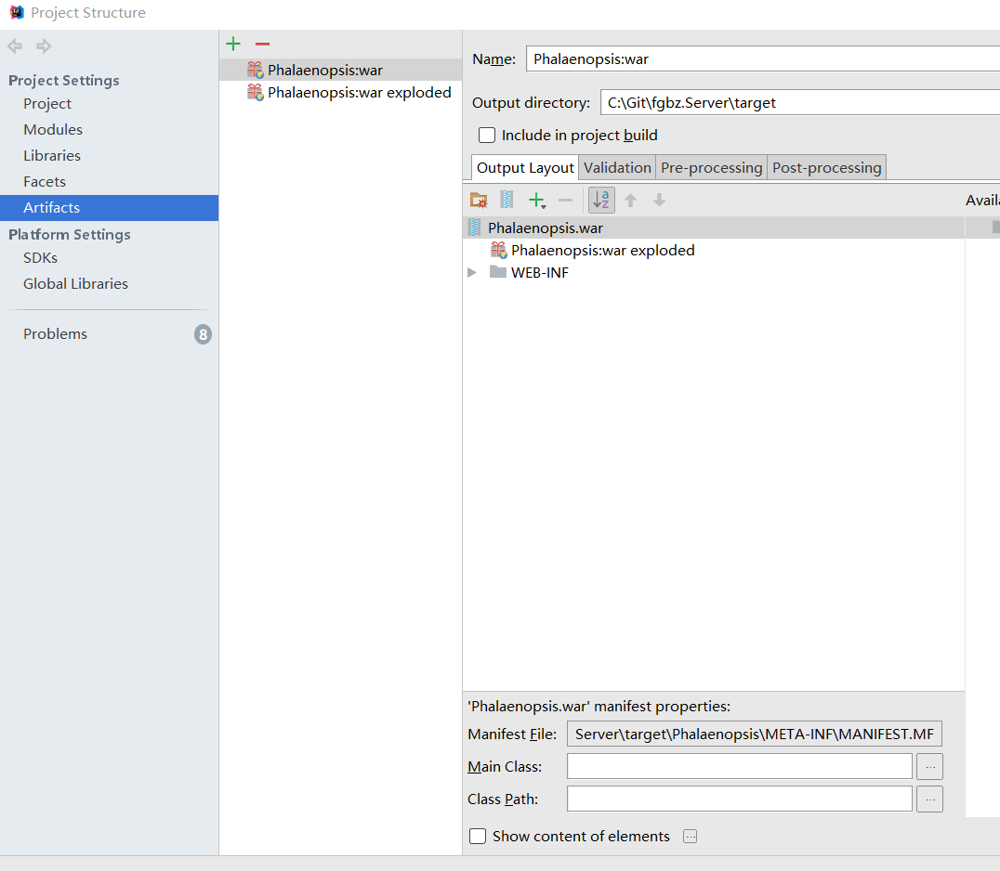 Project Structure
Project Settings
Project
Modules
Libraries
Facets
Artifacts
Platform Settings
SDKs
Global Libraries
Problems
8
Phalaenopsis:war
Phalaenopsis:war exploded
Name: Phalaenopsis:war
Output directory: C:\Git\fgbz.Server\target
Include in project build
Output Layout Validation Pre-processing Post-processing
Phalaenopsis.war
Phalaenopsis:war exploded
WEB-INF
'Phalaenopsis.war' manifest properties:
Manifest File: Server\target\Phalaenopsis\META-INF\MANIFEST.MF
Main Class: ...
Class Path: ...
Show content of elements ...